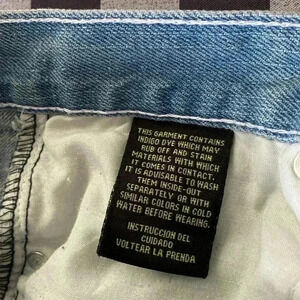 THIS GARMENT CONTAINS
INDIGO DYE WHICH MAY
RUB OFF AND STAIN
MATERIALS WITH WHICH
IT COMES IN CONTACT.
IT IS ADVISABLE TO WASH
THEM INSIDE-OUT
SEPARATELY OR WITH
SIMILAR COLORS IN COLD
WATER BEFORE WEARING.
INSTRUCCION DEL
CUIDADO
VOLTEAR LA PRENDA